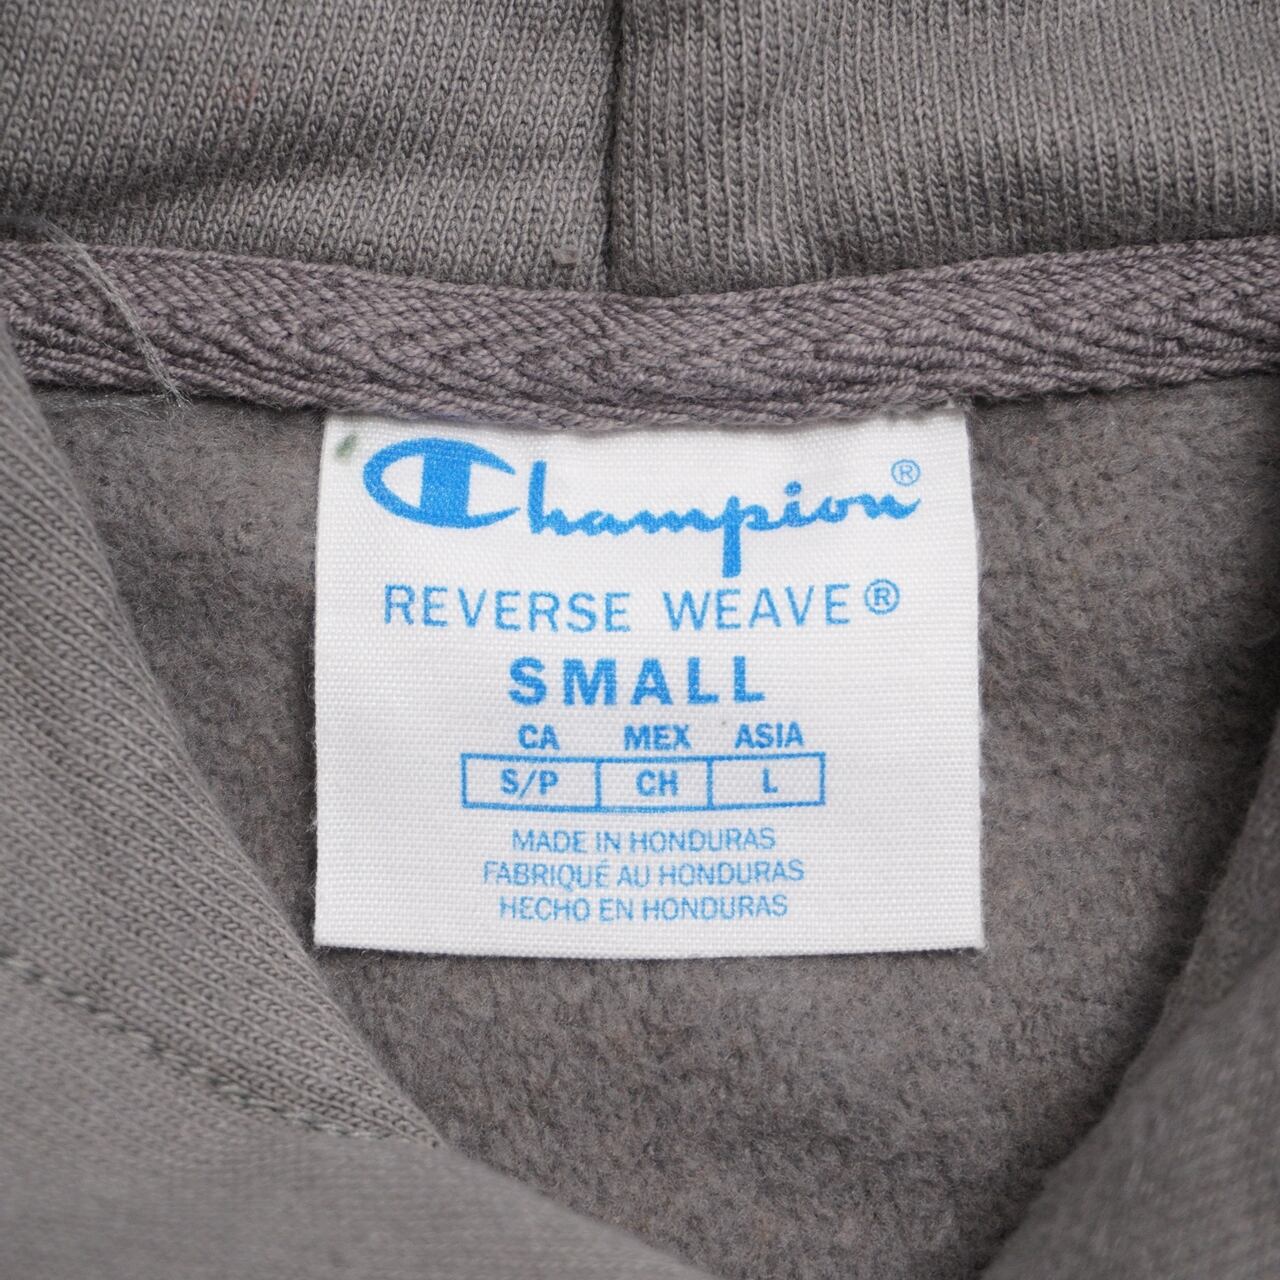 Champion®
REVERSE WEAVE®
SMALL
CA MEX ASIA
S/P CH L
MADE IN HONDURAS
FABRIQUÉ AU HONDURAS
HECHO EN HONDURAS